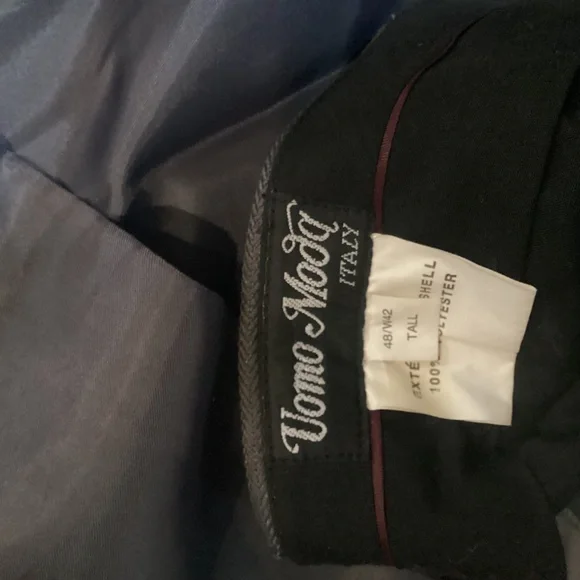 Uomo Moda
ITALY
48/W42
TALL
SHELL
100%